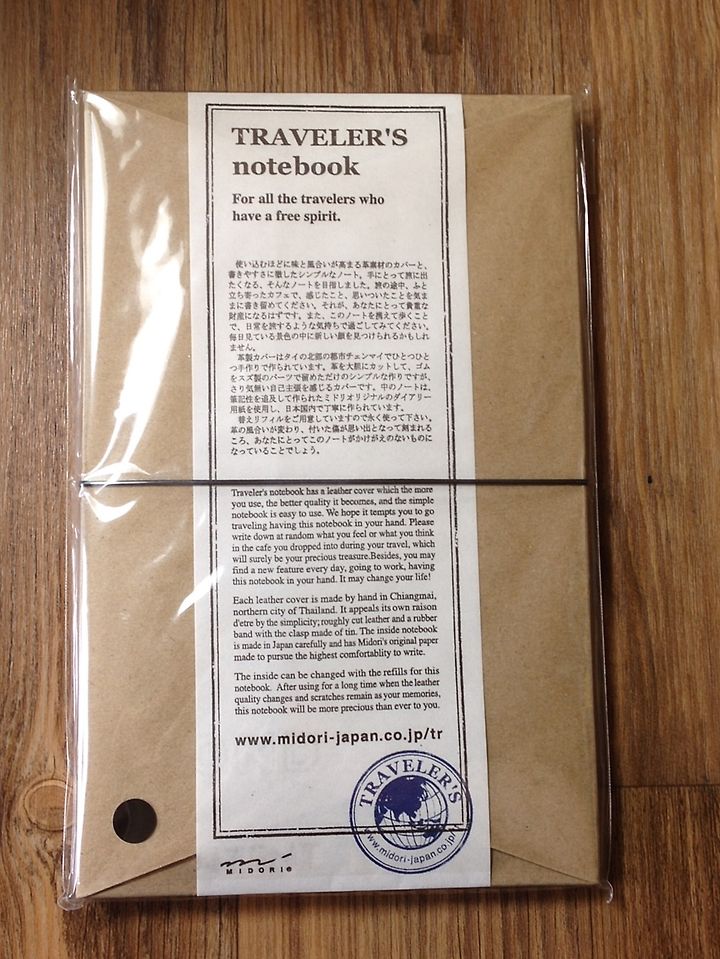 TRAVELER'S
notebook
For all the travelers who
have a free spirit.
使い込むほどに味と風合いが高まる革素材のカバーと、
書きやすさに徹したシンプルなノート。手にとって旅に出
たくなる、そんなノートを目指しました。旅の途中、ふと
立ち寄ったカフェで、感じたこと、思いついたことを気ま
まに書き留めてください。それが、あなたにとって貴重な
財産になるはずです。また、このノートを携えて歩くこと
で、日常を旅するような気持ちで過ごしてみてください。
毎日見ている景色の中に新しい顔を見つけられるかもしれ
ません。
革製カバーはタイの北部の都市チェンマイでひとつひと
つ手作りで作られています。革を大胆にカットして、ゴム
をスズ製のパーツで留めただけのシンプルな作りですが、
さり気無い自己主張を感じるカバーです。中のノートは、
筆記性を追及して作られたミドリオリジナルのダイアリー
用紙を使用し、日本国内で丁寧に作られています。
替えリフィルをご用意していますので永く使って下さい。
革の風合いが変わり、付いた傷が思い出となって刻まれる
ころ、あなたにとってこのノートがかけがえのないものに
なっていることでしょう。
Traveler's notebook has a leather cover which the more
you use, the better quality it becomes, and the simple
notebook is easy to use. We hope it tempts you to go
traveling having this notebook in your hand. Please
write down at random what you feel or what you think
in the cafe you dropped into during your travel, which
will surely be your precious treasure.Besides, you may
find a new feature every day, going to work, having
this notebook in your hand. It may change your life!
Each leather cover is made by hand in Chiangmai,
northern city of Thailand. It appeals its own raison
d'etre by the simplicity;roughly cut leather and a rubber
band with the clasp made of tin. The inside notebook
is made in Japan carefully and has Midori's original paper
made to pursue the highest comfortablity to write.
The inside can be changed with the refills for this
notebook. After using for a long time when the leather
quality changes and scratches remain as your memories,
this notebook will be more precious than ever to you.
www.midori-japan.co.jp/tr
TRAVELER'S
www.midori-japan.co.jp/
MIDORI®